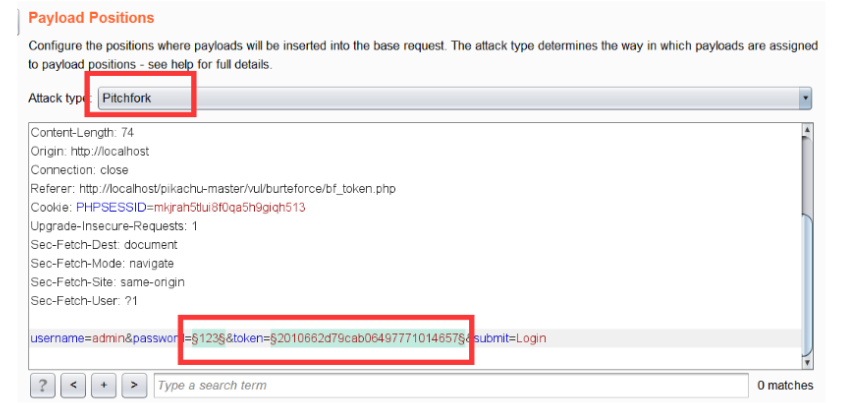 Payload Positions
Configure the positions where payloads will be inserted into the base request. The attack type determines the way in which payloads are assigned
to payload positions - see help for full details.
Attack type: Pitchfork
Content-Length: 74
Origin: http://localhost
Connection: close
Referer: http://localhost/pikachu-master/vul/burteforce/bf_token.php
Cookie: PHPSESSID=mkjrah5tlui8f0qa5h9giqh513
Upgrade-Insecure-Requests: 1
Sec-Fetch-Dest: document
Sec-Fetch-Mode: navigate
Sec-Fetch-Site: same-origin
Sec-Fetch-User: ?1
username=admin&password=§123§&token=§2010662d79cab06497771014657§&submit=Login
? < + > Type a search term 0 matches